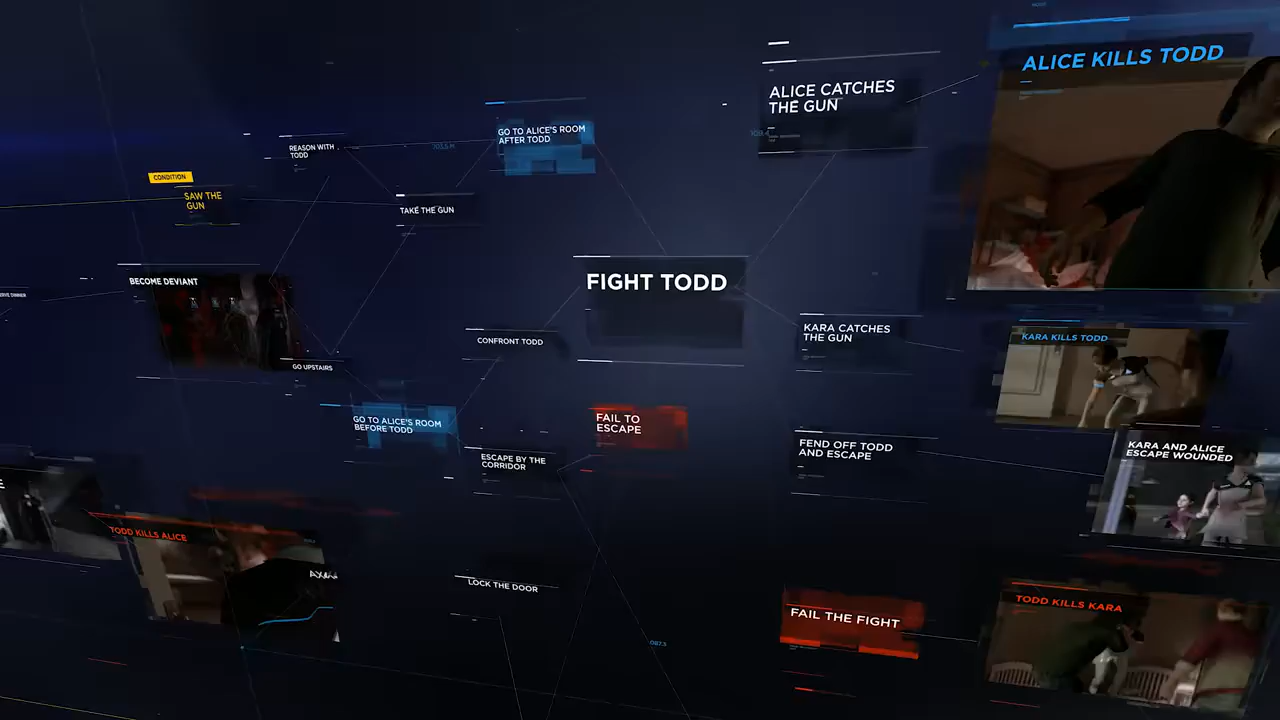 ALICE KILLS TODD
ALICE CATCHES
THE GUN
GO TO ALICE'S ROOM
AFTER TODD
REASON WITH
TODD
CONDITION
SAW THE
GUN
TAKE THE GUN
BECOME DEVIANT
FIGHT TODD
KARA CATCHES
THE GUN
KARA KILLS TODD
CONFRONT TODD
GO UPSTAIRS
GO TO ALICE'S ROOM
BEFORE TODD
FAIL TO
ESCAPE
FEND OFF TODD
AND ESCAPE
KARA AND ALICE
ESCAPE WOUNDED
ESCAPE BY THE
CORRIDOR
TODD KILLS ALICE
LOCK THE DOOR
FAIL THE FIGHT
TODD KILLS KARA